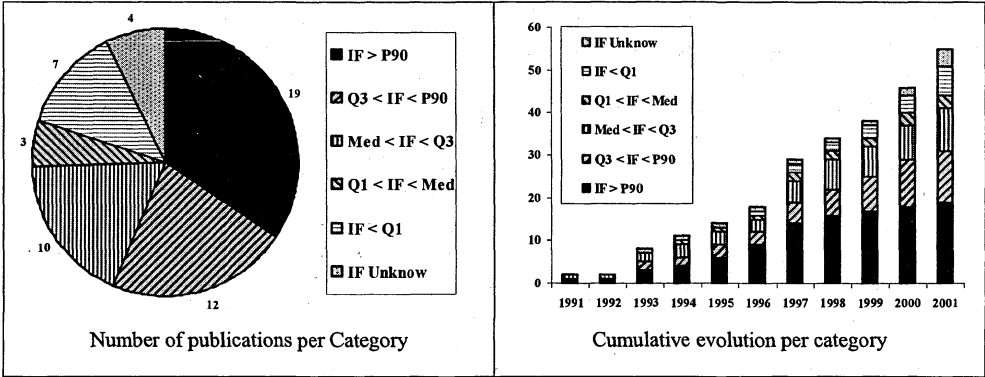 4
7
19
3
10
12
IF > P90
Q3 < IF < P90
Med < IF < Q3
Q1 < IF < Med
IF < Q1
IF Unknow
Number of publications per Category
60
50
40
30
20
10
0
IF Unknow
IF < Q1
Q1 < IF < Med
Med < IF < Q3
Q3 < IF < P90
IF > P90
1991 1992 1993 1994 1995 1996 1997 1998 1999 2000 2001
Cumulative evolution per category